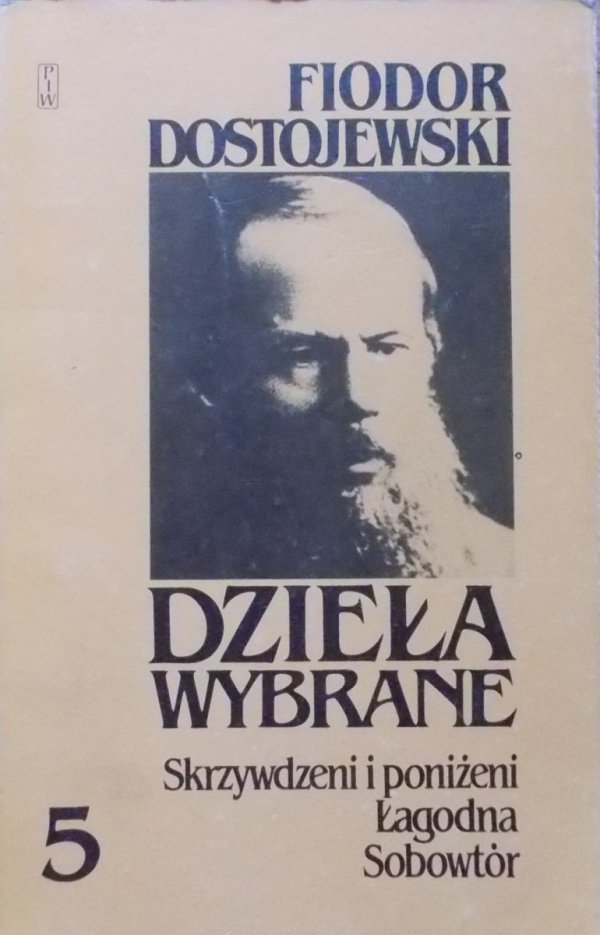 PIW
FIODOR
DOSTOJEWSKI
DZIEŁA
WYBRANE
Skrzywdzeni i poniżeni
Łagodna
Sobowtór
5